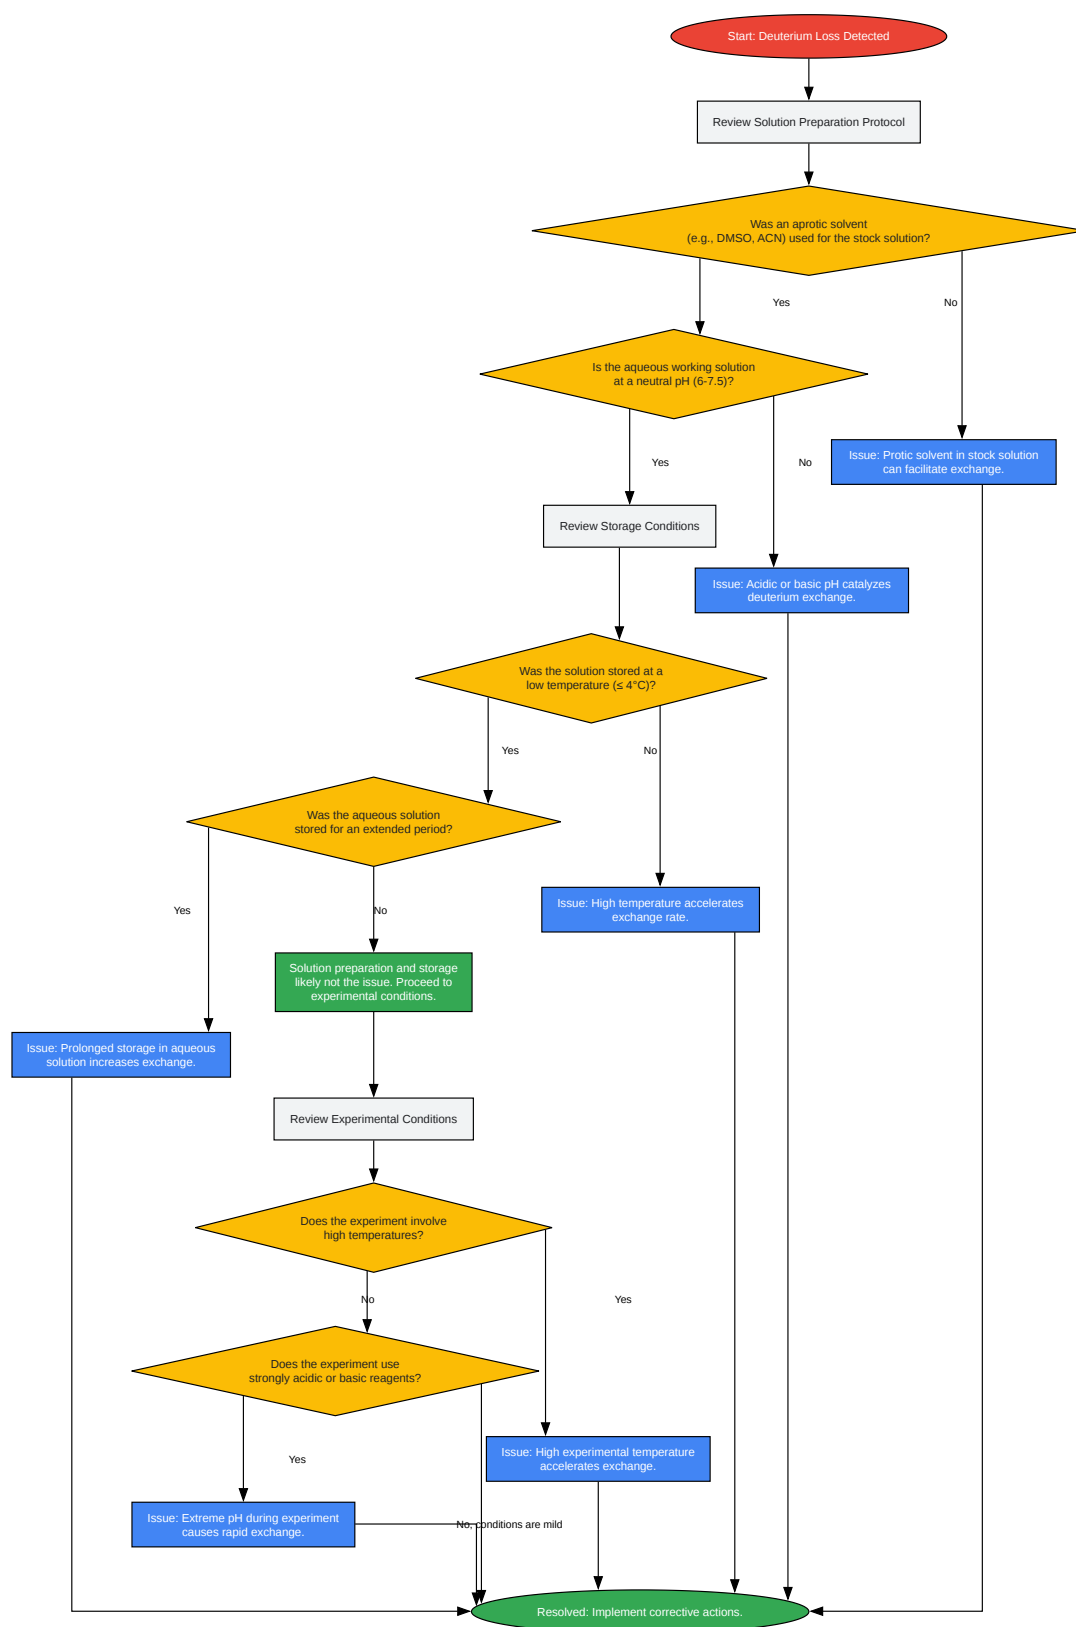 Start: Deuterium Loss Detected
Review Solution Preparation Protocol
Was an aprotic solvent
(e.g., DMSO, ACN) used for the stock solution?
Yes
No
Is the aqueous working solution
at a neutral pH (6-7.5)?
Yes
No
Issue: Protic solvent in stock solution
can facilitate exchange.
Review Storage Conditions
Issue: Acidic or basic pH catalyzes
deuterium exchange.
Was the solution stored at a
low temperature (≤ 4°C)?
Yes
No
Was the aqueous solution
stored for an extended period?
Yes
No
Issue: High temperature accelerates
exchange rate.
Solution preparation and storage
likely not the issue. Proceed to
experimental conditions.
Issue: Prolonged storage in aqueous
solution increases exchange.
Review Experimental Conditions
Does the experiment involve
high temperatures?
No
Yes
Does the experiment use
strongly acidic or basic reagents?
Yes
Issue: High experimental temperature
accelerates exchange.
Issue: Extreme pH during experiment
causes rapid exchange.
No, conditions are mild
Resolved: Implement corrective actions.